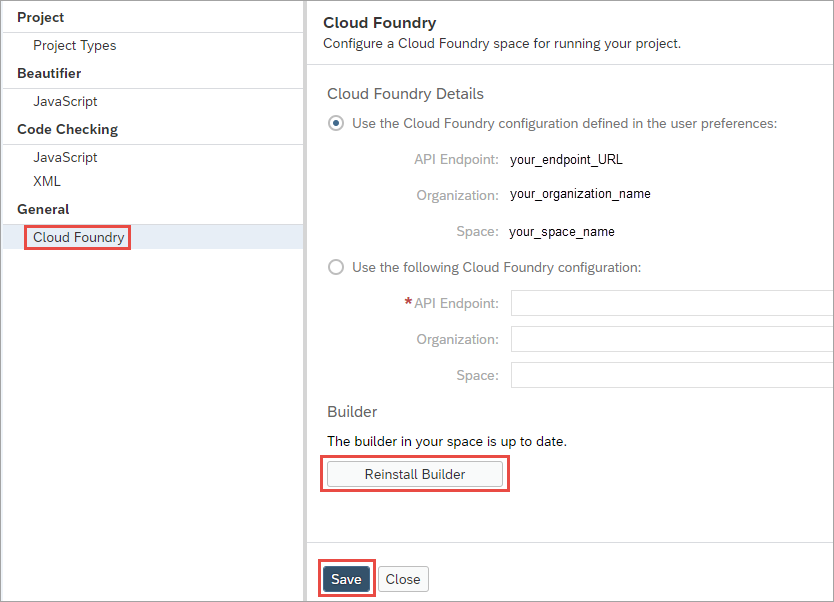 Project
Project Types
Beautifier
JavaScript
Code Checking
JavaScript
XML
General
Cloud Foundry
Cloud Foundry
Configure a Cloud Foundry space for running your project.
Cloud Foundry Details
Use the Cloud Foundry configuration defined in the user preferences:
API Endpoint: your_endpoint_URL
Organization: your_organization_name
Space: your_space_name
Use the following Cloud Foundry configuration:
*API Endpoint:
Organization:
Space:
Builder
The builder in your space is up to date.
Reinstall Builder
Save Close